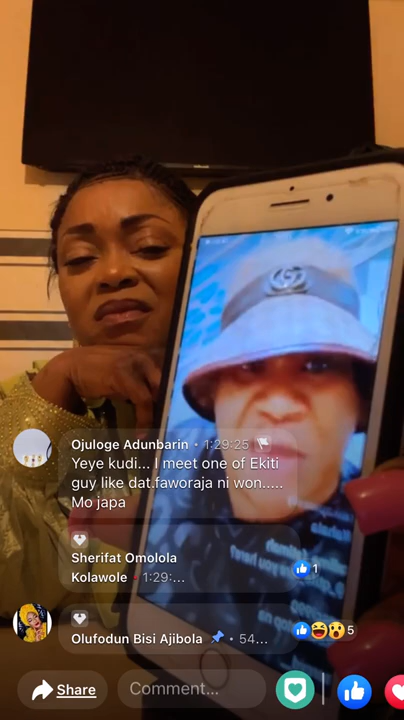 Ojuloge Adunbarin • 1:29:25
Yeye kudi... I meet one of Ekiti
guy like dat.faworaja ni won.....
Mo japa
Sherifat Omolola
Kolawole • 1:29:...
1
Olufodun Bisi Ajibola • 54...
5
Share
Comment...